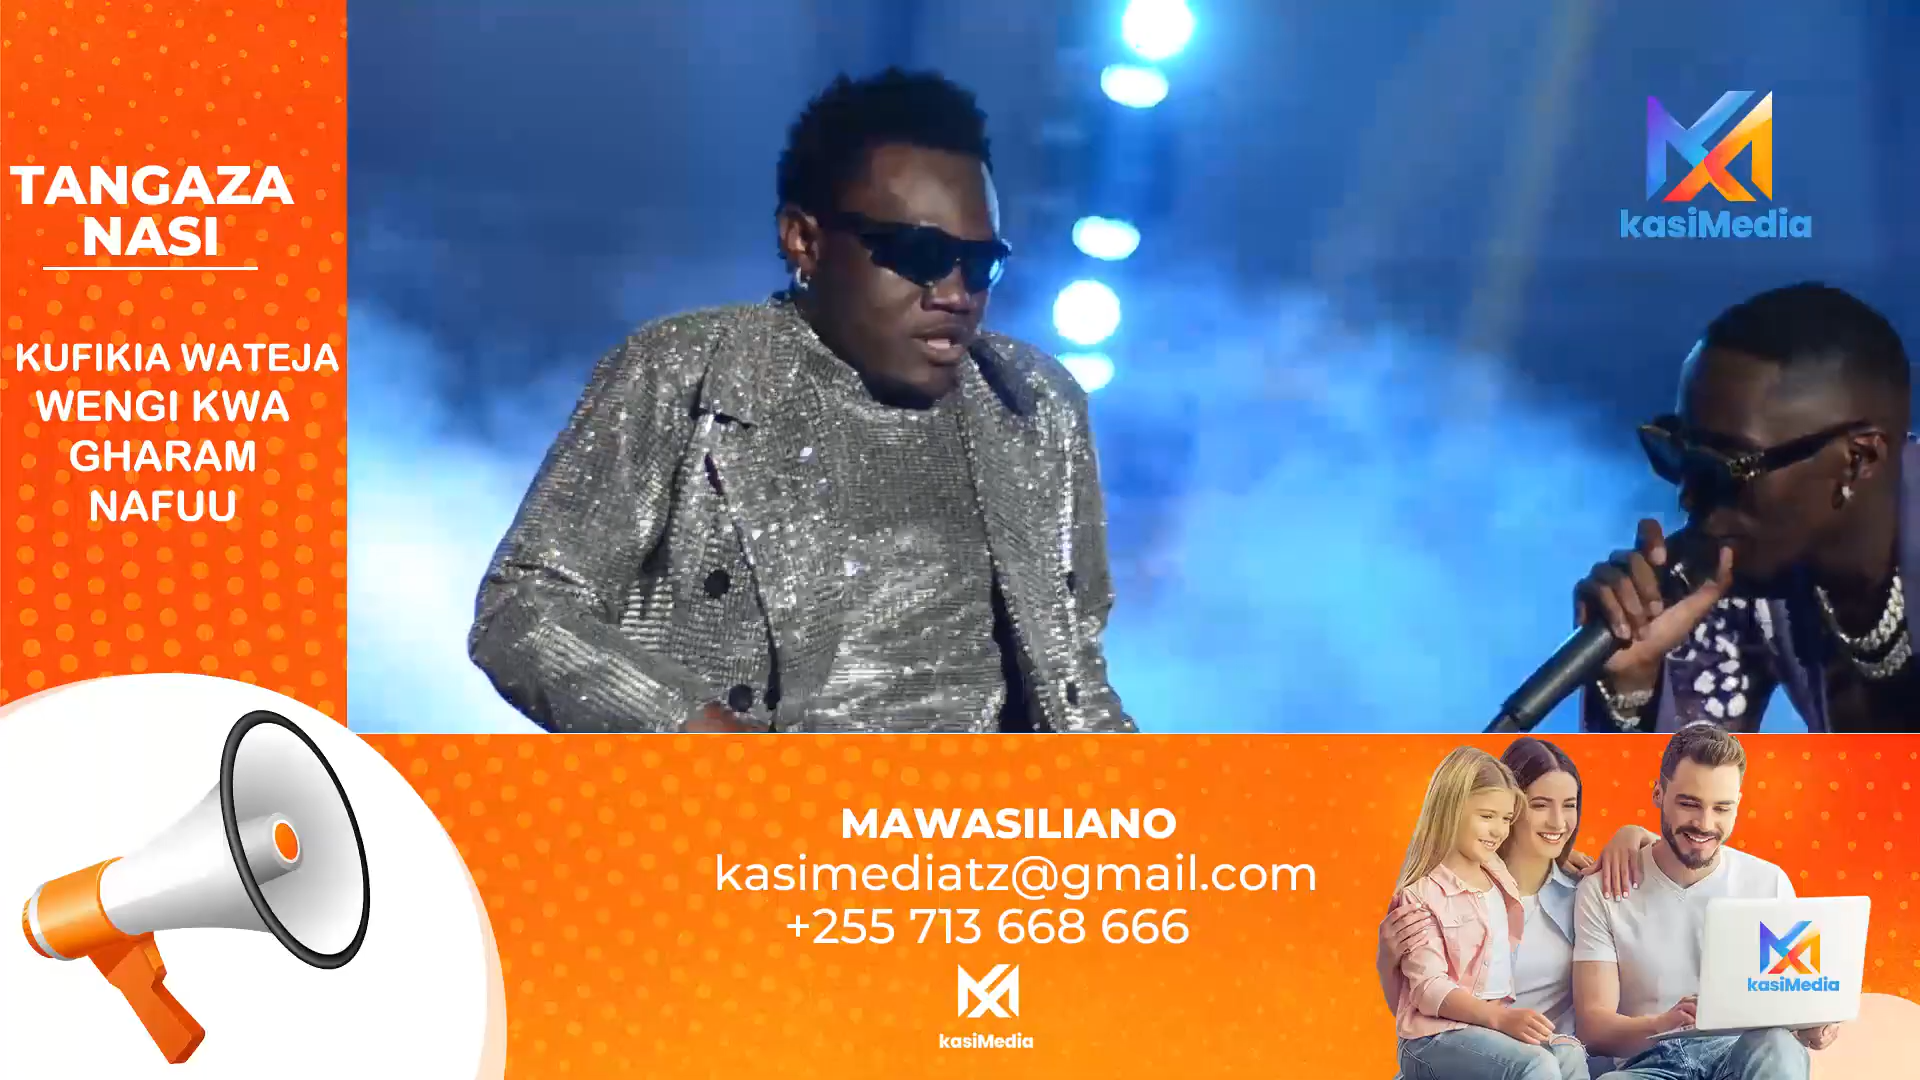 TANGAZA
NASI
KUFIKIA WATEJA
WENGI KWA
GHARAM
NAFUU
kasiMedia
MAWASILIANO
kasimediatz@gmail.com
+255 713 668 666
kasiMedia
kasiMedia